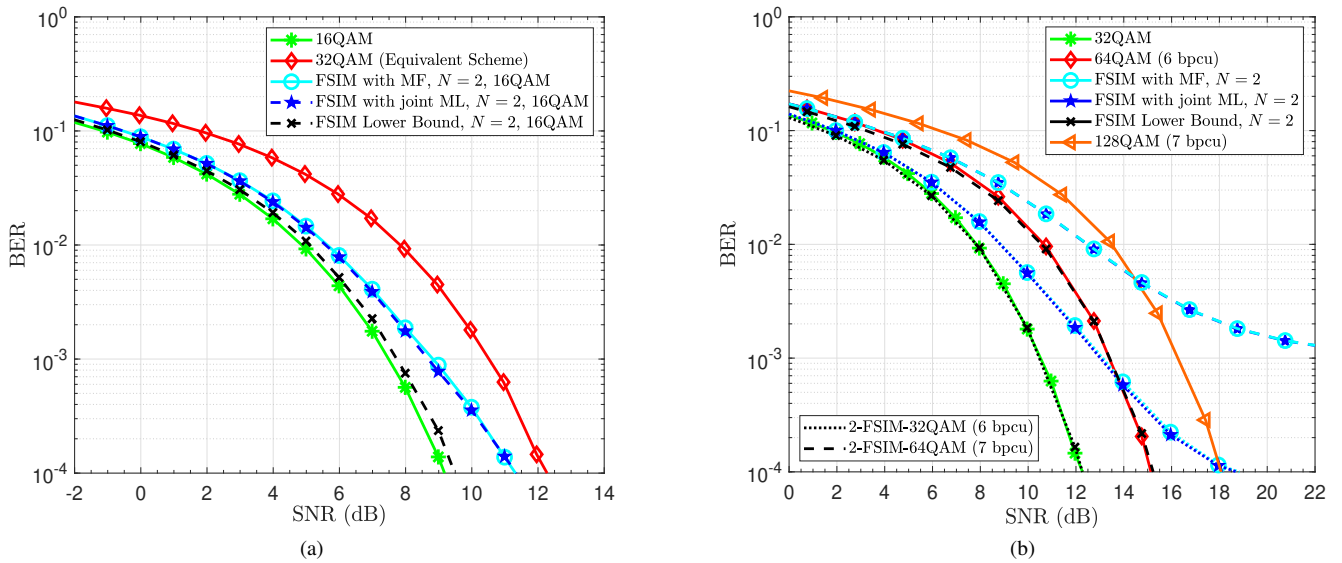 10^0
10^-1
10^-2
10^-3
10^-4
BER
-2 0 2 4 6 8 10 12 14
SNR (dB)
16QAM
32QAM (Equivalent Scheme)
FSIM with MF, N = 2, 16QAM
FSIM with joint ML, N = 2, 16QAM
FSIM Lower Bound, N = 2, 16QAM
(a)
10^0
10^-1
10^-2
10^-3
10^-4
BER
0 2 4 6 8 10 12 14 16 18 20 22
SNR (dB)
32QAM
64QAM (6 bpcu)
FSIM with MF, N = 2
FSIM with joint ML, N = 2
FSIM Lower Bound, N = 2
128QAM (7 bpcu)
2-FSIM-32QAM (6 bpcu)
2-FSIM-64QAM (7 bpcu)
(b)